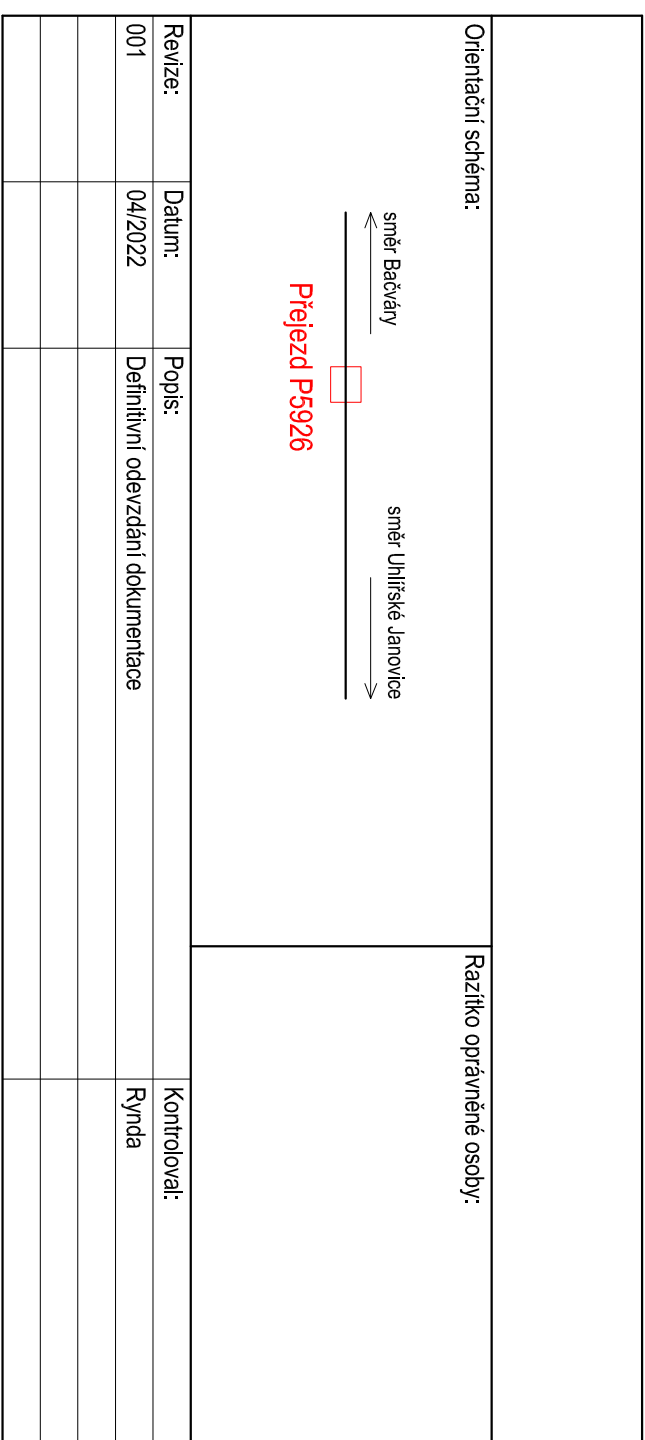 Orientační schéma:
Razítko oprávněné osoby:
směr Bačváry
směr Uhlířské Janovice
Přejezd P5926
Revize: Datum: Popis: Kontroloval:
001 04/2022 Definitivní odevzdání dokumentace Rynda